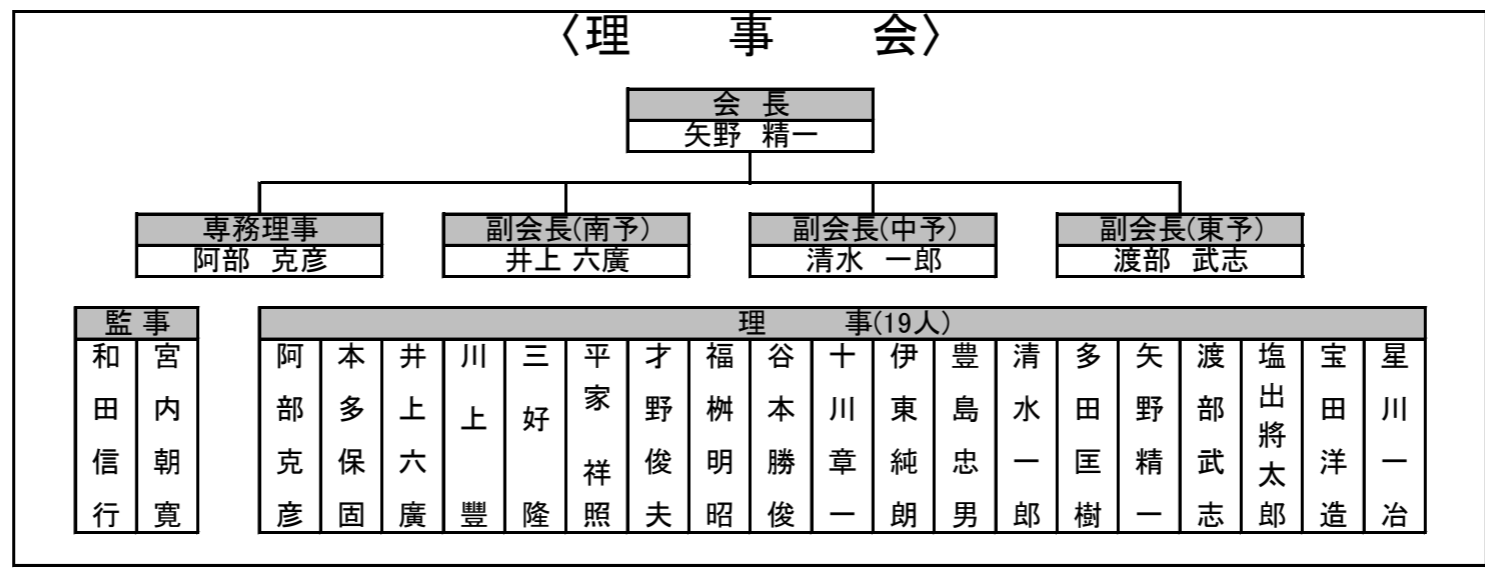 〈理 事 会〉
会 長
矢野 精一
専務理事
阿部 克彦
副会長(南予)
井上 六廣
副会長(中予)
清水 一郎
副会長(東予)
渡部 武志
監 事
和田信行
宮内朝寛
理 事(19人)
阿部克彦
本多保固
井上六廣
川上 豐
三好 隆
平家 祥照
才野俊夫
福桝明昭
谷本勝俊
十川章一
伊東純朗
豊島忠男
清水一郎
多田匡樹
矢野精一
渡部武志
塩出將太郎
宝田洋造
星川一冶